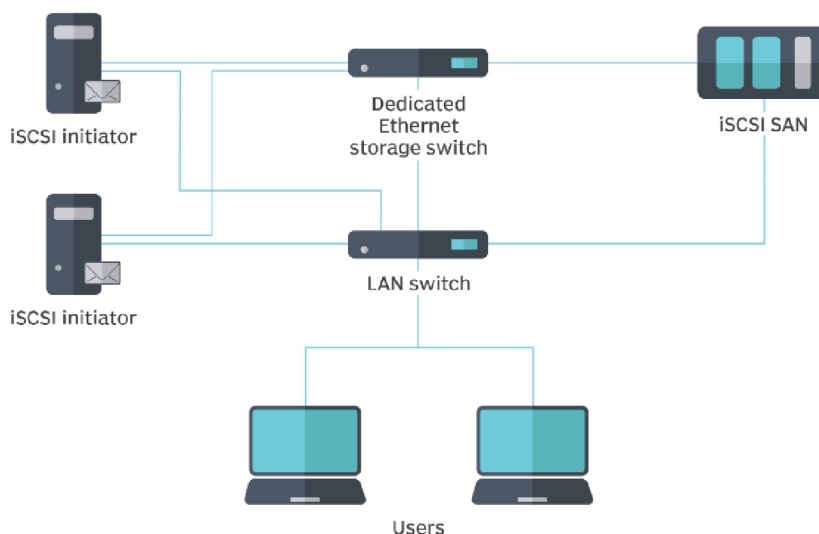 iSCSI initiator
Dedicated
Ethernet
storage switch
iSCSI SAN
iSCSI initiator
LAN switch
Users